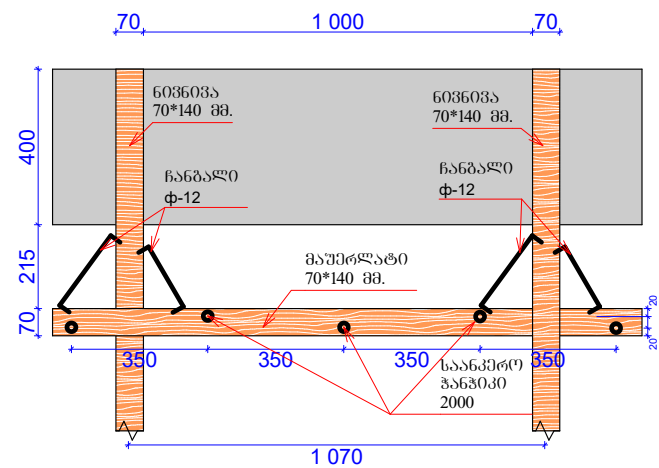 70
1 000
70
ნივნივა
70*140 მმ.
ნივნივა
70*140 მმ.
400
ჩანგალი
ф-12
ჩანგალი
ф-12
215
მაუერლატი
70*140 მმ.
20
70
20
350
350
350
350
საანკერო
ჭანჭიკი
2000
1 070